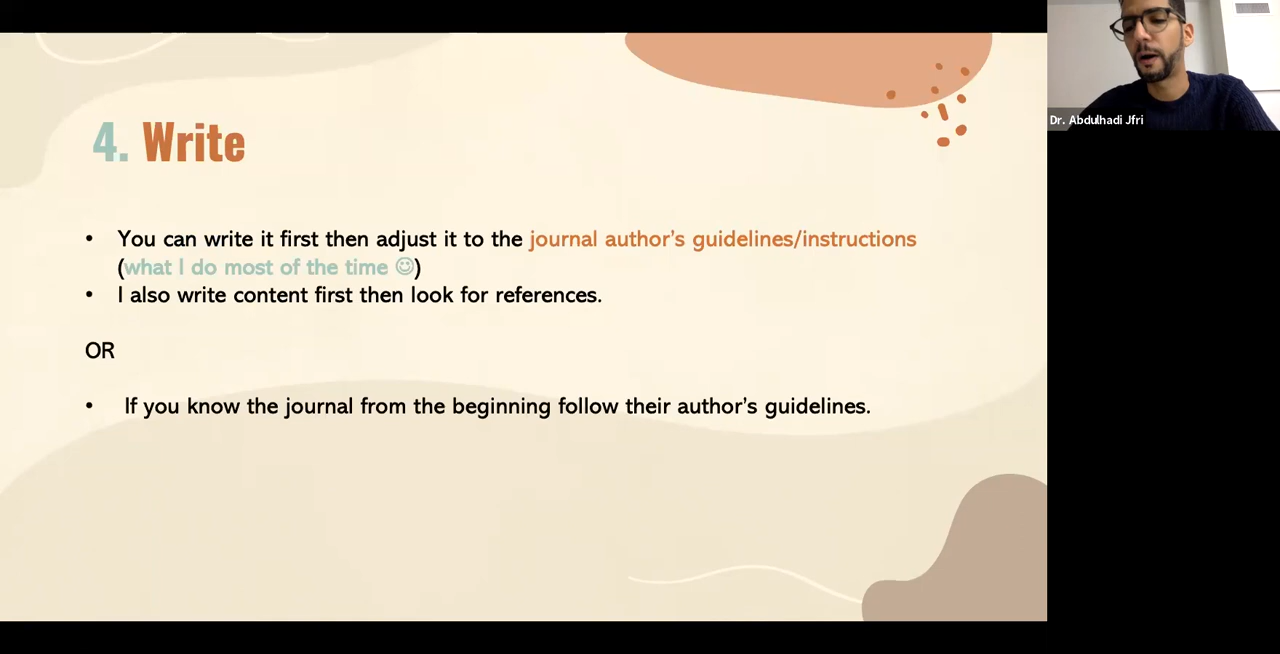 4. Write
• You can write it first then adjust it to the journal author's guidelines/instructions
(what I do most of the time ☺)
• I also write content first then look for references.
OR
• If you know the journal from the beginning follow their author's guidelines.
Dr. Abdulhadi Jfri